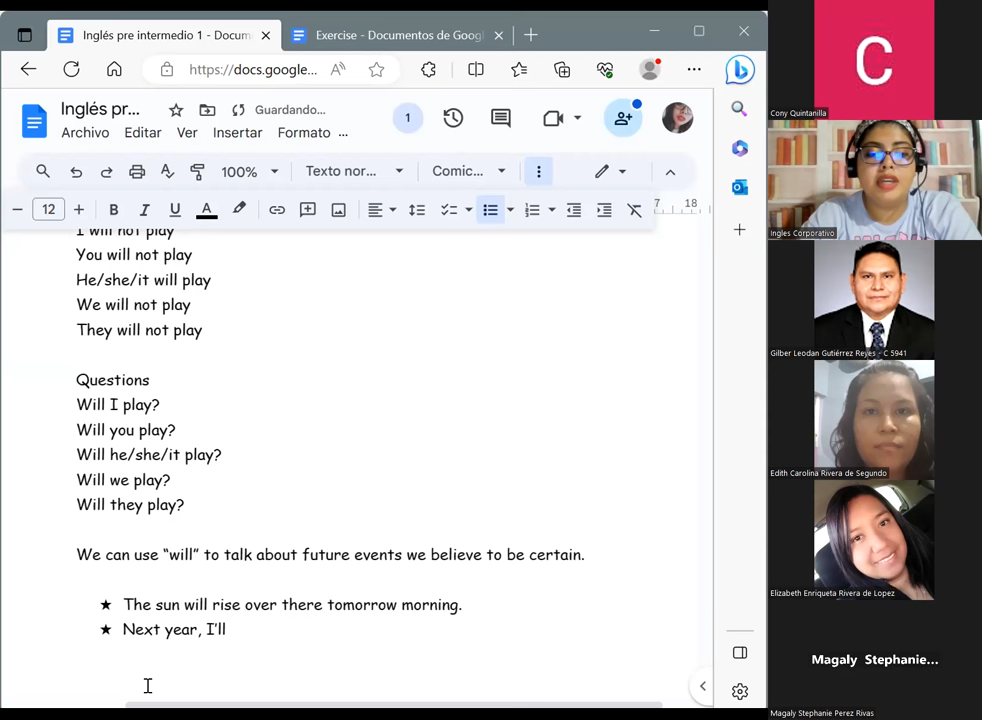 Inglés pre intermedio 1 - Docum
Exercise - Documentos de Goog
https://docs.google...
Inglés pr...
Guardando...
Archivo Editar Ver Insertar Formato ...
1
100% Texto nor... Comic...
12
7 18
I will not play
You will not play
He/she/it will play
We will not play
They will not play
Questions
Will I play?
Will you play?
Will he/she/it play?
Will we play?
Will they play?
We can use “will” to talk about future events we believe to be certain.
★ The sun will rise over there tomorrow morning.
★ Next year, I’ll
C
Cony Quintanilla
Ingles Corporativo
Gilber Leodan Gutiérrez Reyes - C 5941
Edith Carolina Rivera de Segundo
Elizabeth Enriqueta Rivera de Lopez
Magaly Stephanie...
Magaly Stephanie Perez Rivas